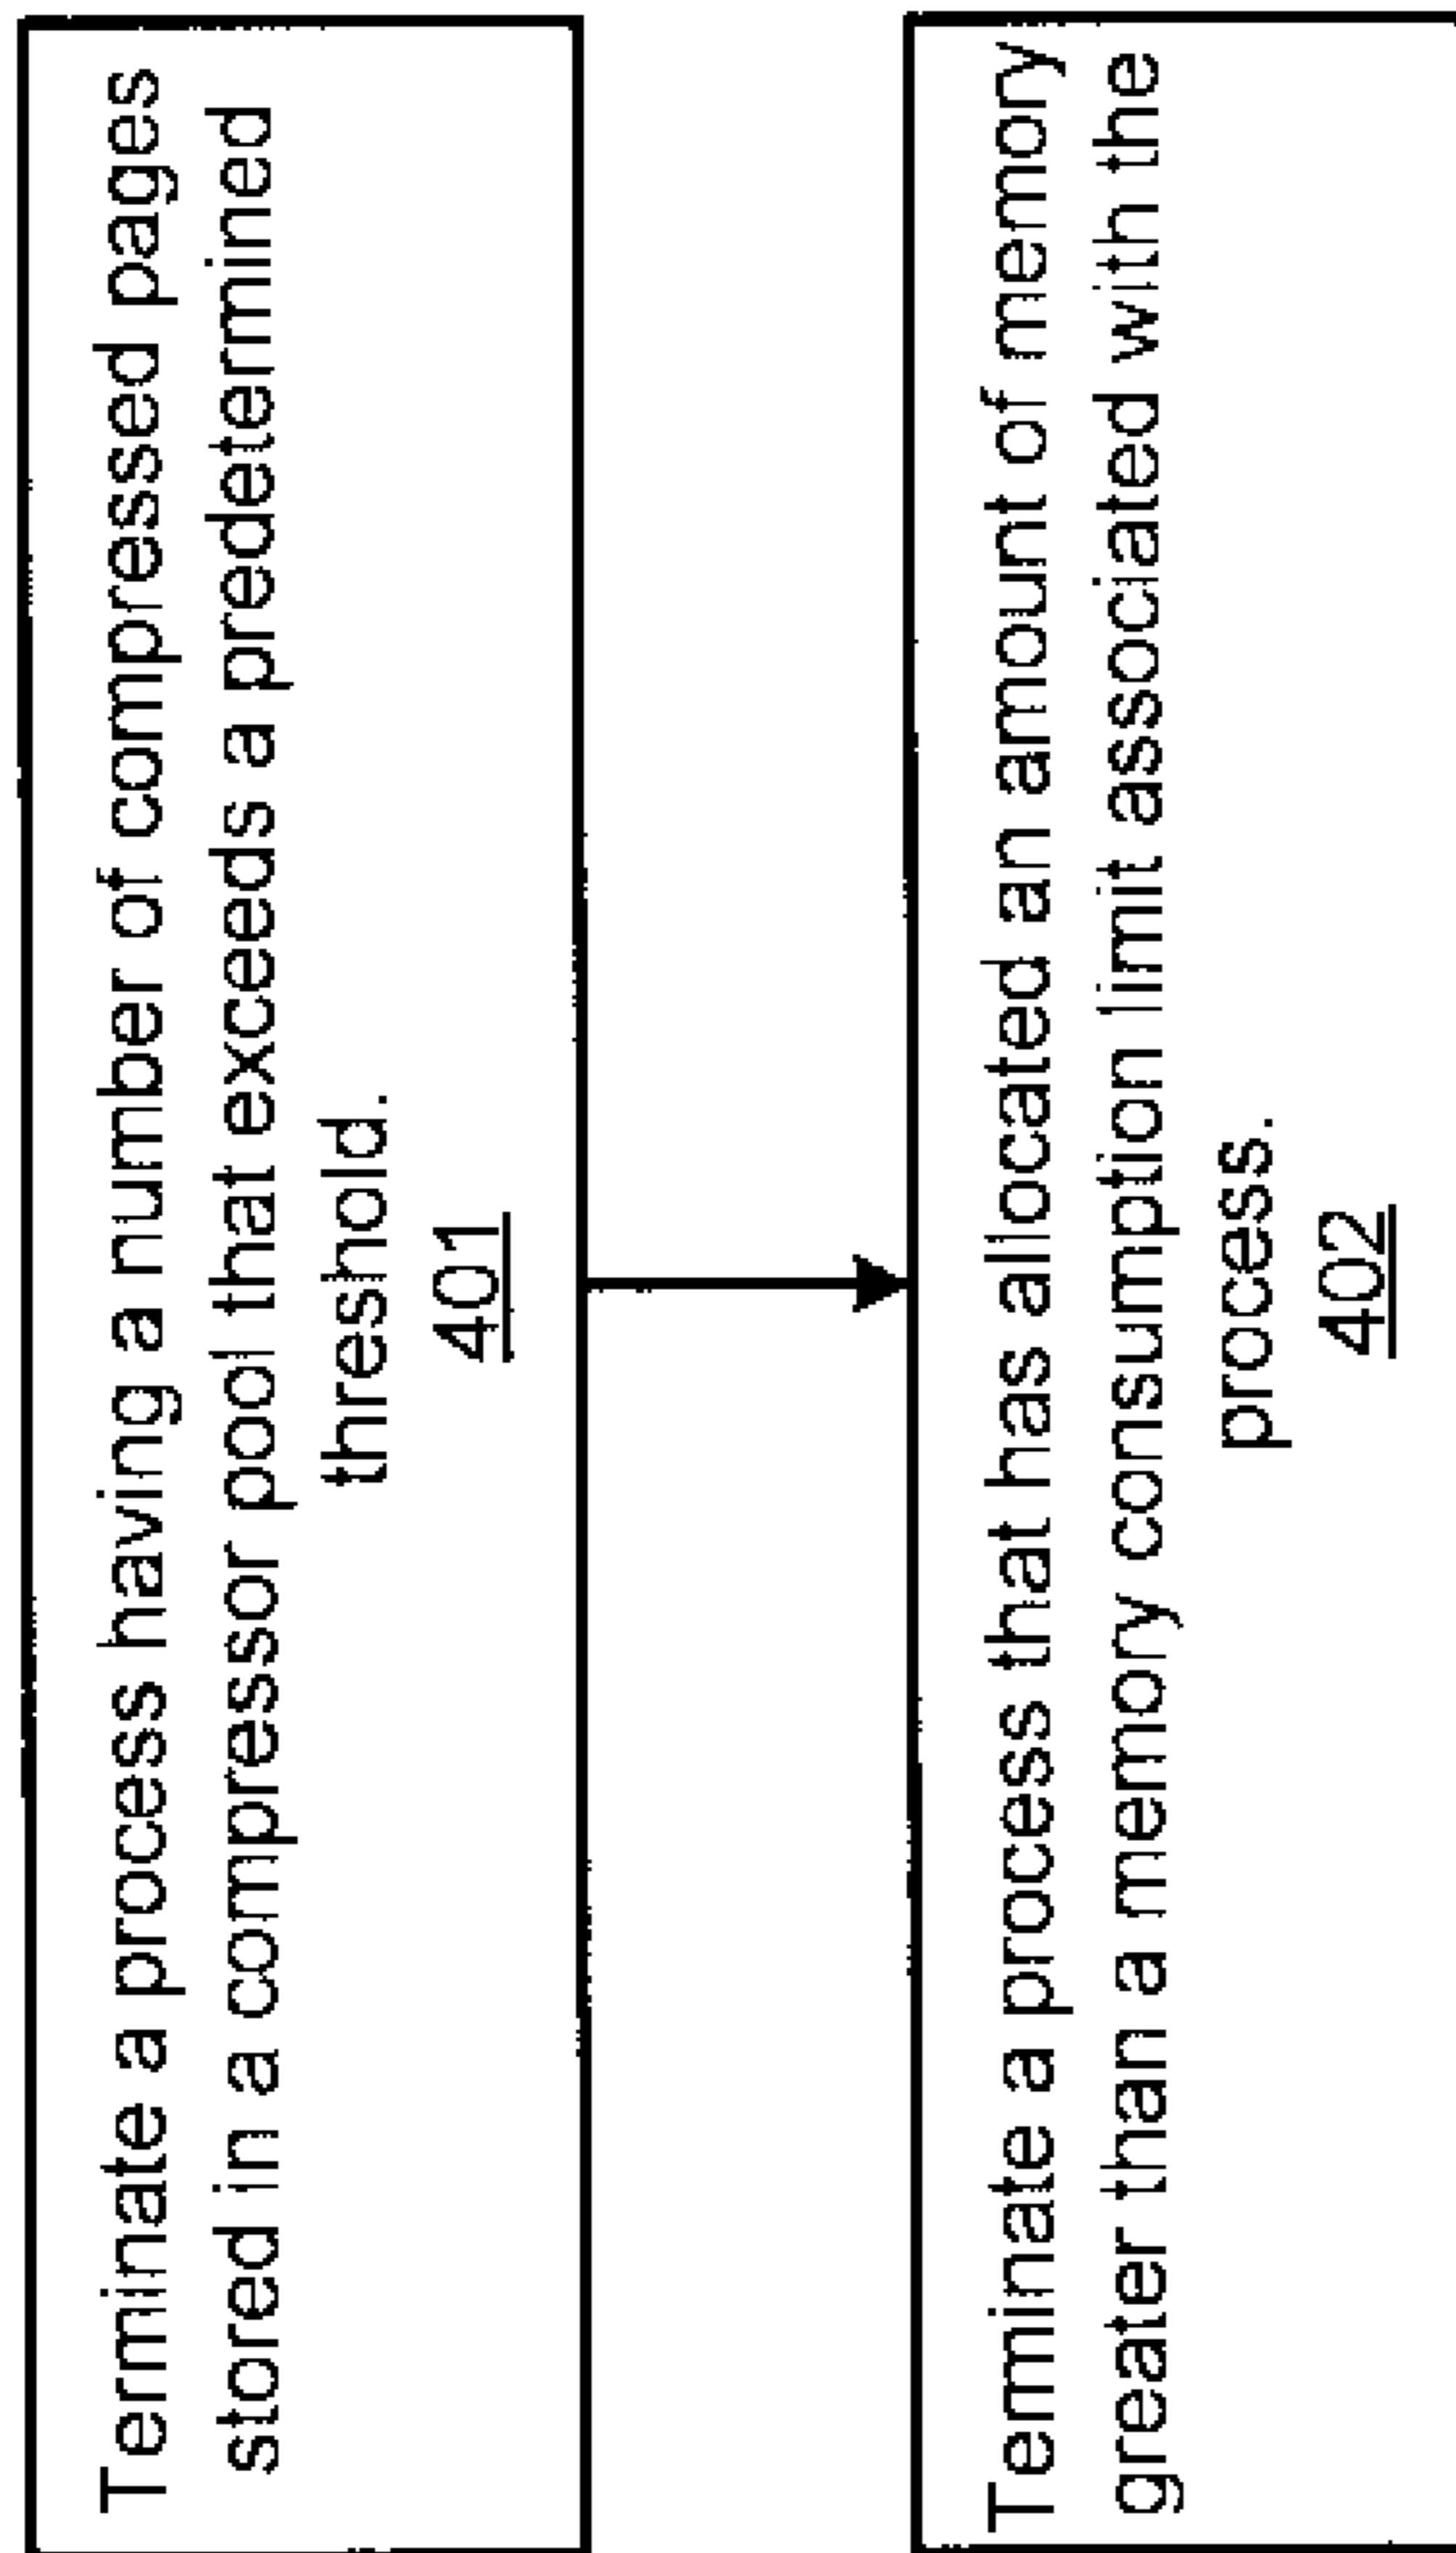 Terminate a process having a number of compressed pages
stored in a compressor pool that exceeds a predetermined
threshold.
401
Terminate a process that has allocated an amount of memory
greater than a memory consumption limit associated with the
process.
402